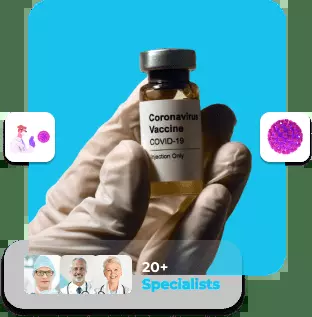 Coronavirus
Vaccine
COVID-19
Injection Only
20+
Specialists